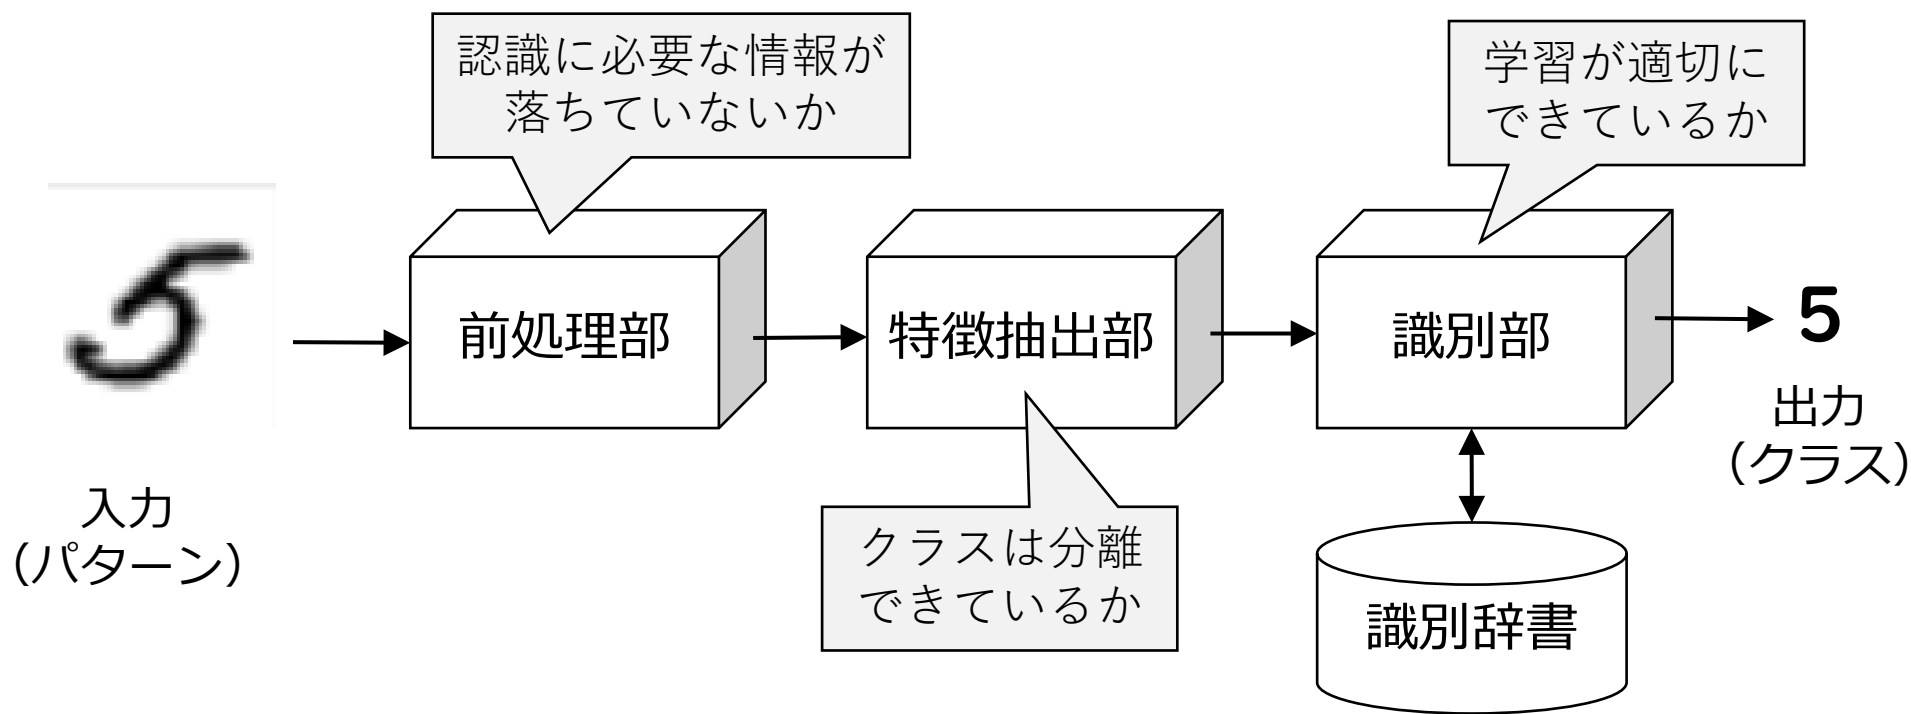 認識に必要な情報が
落ちていないか
学習が適切に
できているか
5
前処理部
特徴抽出部
識別部
5
出力
(クラス)
入力
(パターン)
クラスは分離
できているか
識別辞書